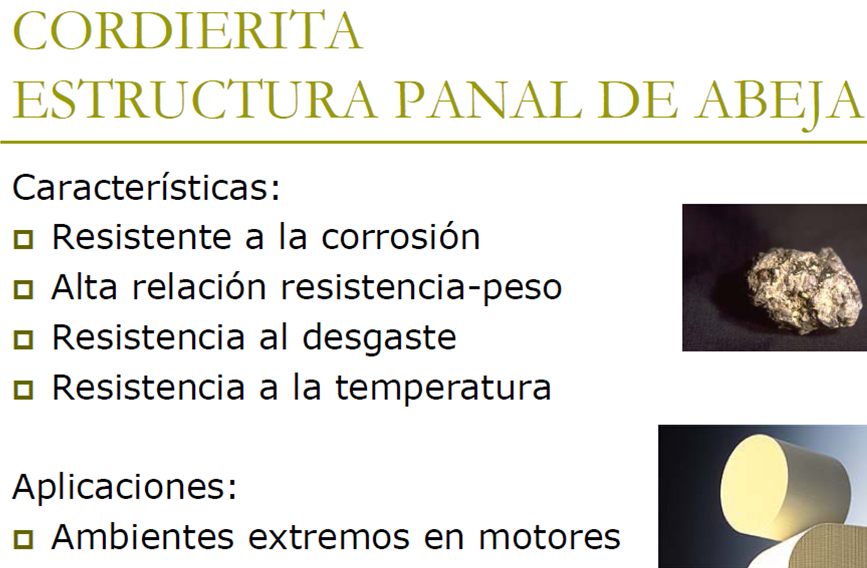 CORDIERITA
ESTRUCTURA PANAL DE ABEJA
Características:
Resistente a la corrosión
Alta relación resistencia-peso
Resistencia al desgaste
Resistencia a la temperatura
Aplicaciones:
Ambientes extremos en motores